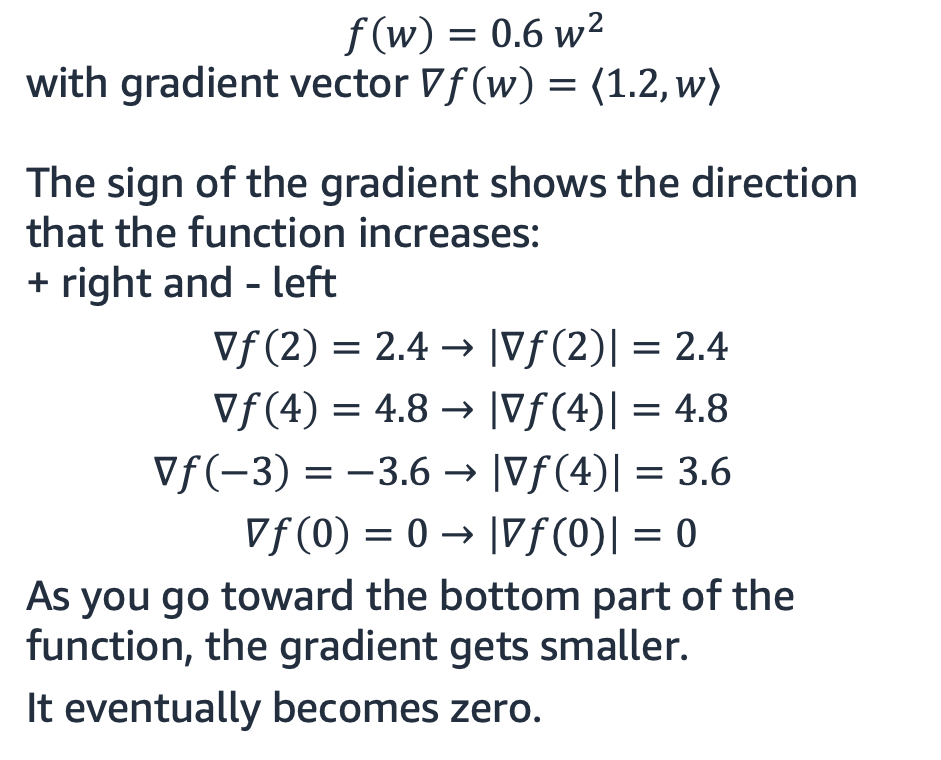 f(w) = 0.6 w²
with gradient vector ∇f(w) = ⟨1.2, w⟩
The sign of the gradient shows the direction
that the function increases:
+ right and - left
∇f(2) = 2.4 → |∇f(2)| = 2.4
∇f(4) = 4.8 → |∇f(4)| = 4.8
∇f(−3) = −3.6 → |∇f(4)| = 3.6
∇f(0) = 0 → |∇f(0)| = 0
As you go toward the bottom part of the
function, the gradient gets smaller.
It eventually becomes zero.